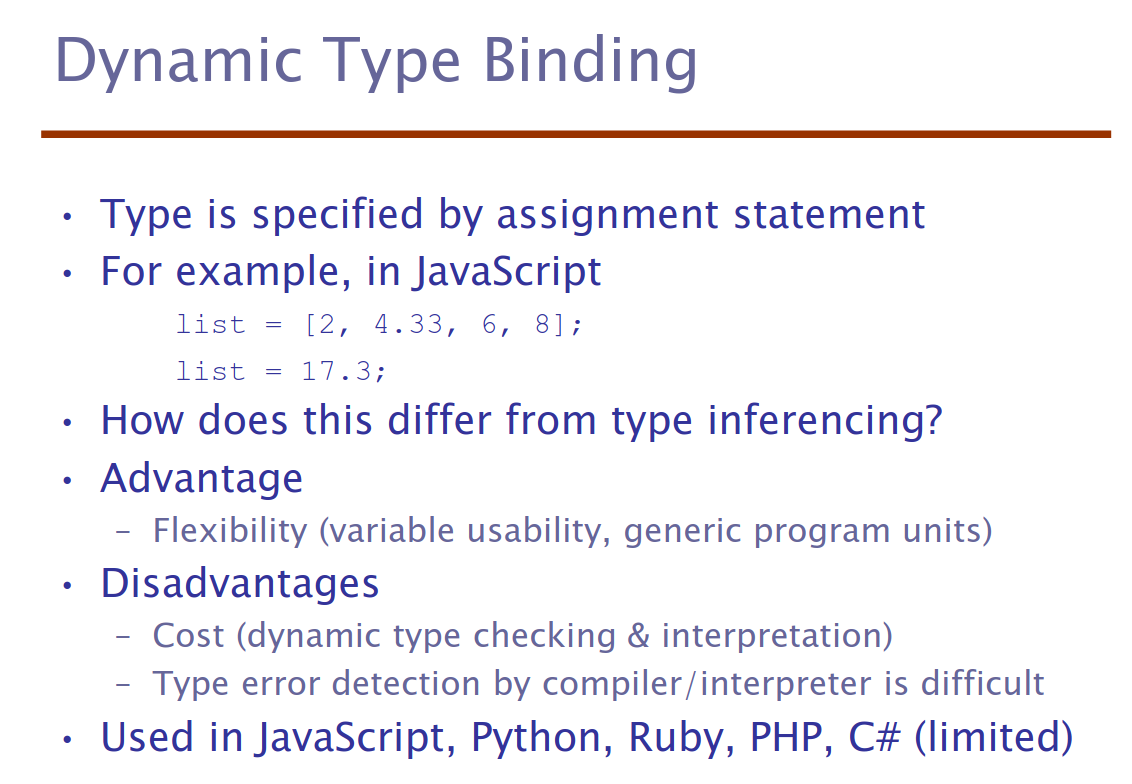 Dynamic Type Binding
• Type is specified by assignment statement
• For example, in JavaScript
list = [2, 4.33, 6, 8];
list = 17.3;
• How does this differ from type inferencing?
• Advantage
– Flexibility (variable usability, generic program units)
• Disadvantages
– Cost (dynamic type checking & interpretation)
– Type error detection by compiler/interpreter is difficult
• Used in JavaScript, Python, Ruby, PHP, C# (limited)